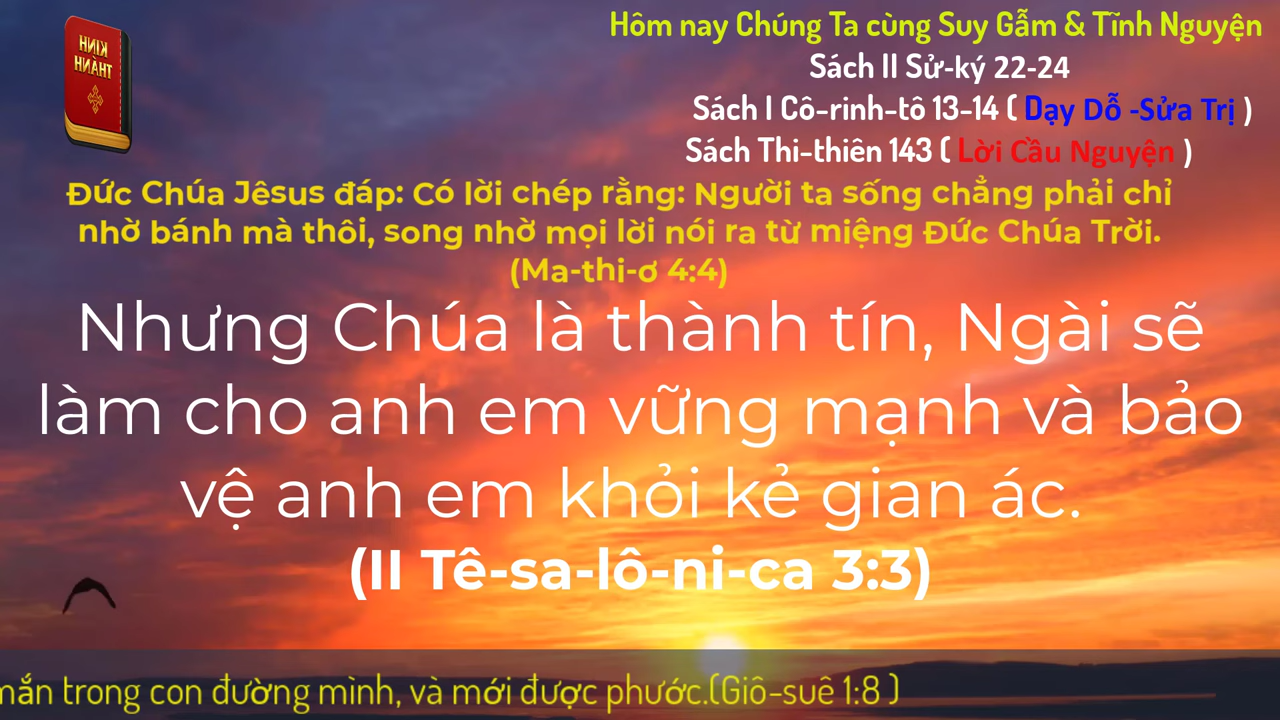 KINH
THÁNH
Hôm nay Chúng Ta cùng Suy Gẫm & Tĩnh Nguyện
Sách II Sử-ký 22-24
Sách I Cô-rinh-tô 13-14 ( Dạy Dỗ -Sửa Trị )
Sách Thi-thiên 143 ( Lời Cầu Nguyện )
Đức Chúa Jêsus đáp: Có lời chép rằng: Người ta sống chẳng phải chỉ
nhờ bánh mà thôi, song nhờ mọi lời nói ra từ miệng Đức Chúa Trời.
(Ma-thi-ơ 4:4)
Nhưng Chúa là thành tín, Ngài sẽ
làm cho anh em vững mạnh và bảo
vệ anh em khỏi kẻ gian ác.
(II Tê-sa-lô-ni-ca 3:3)
mắn trong con đường mình, và mới được phước.(Giô-suê 1:8 )